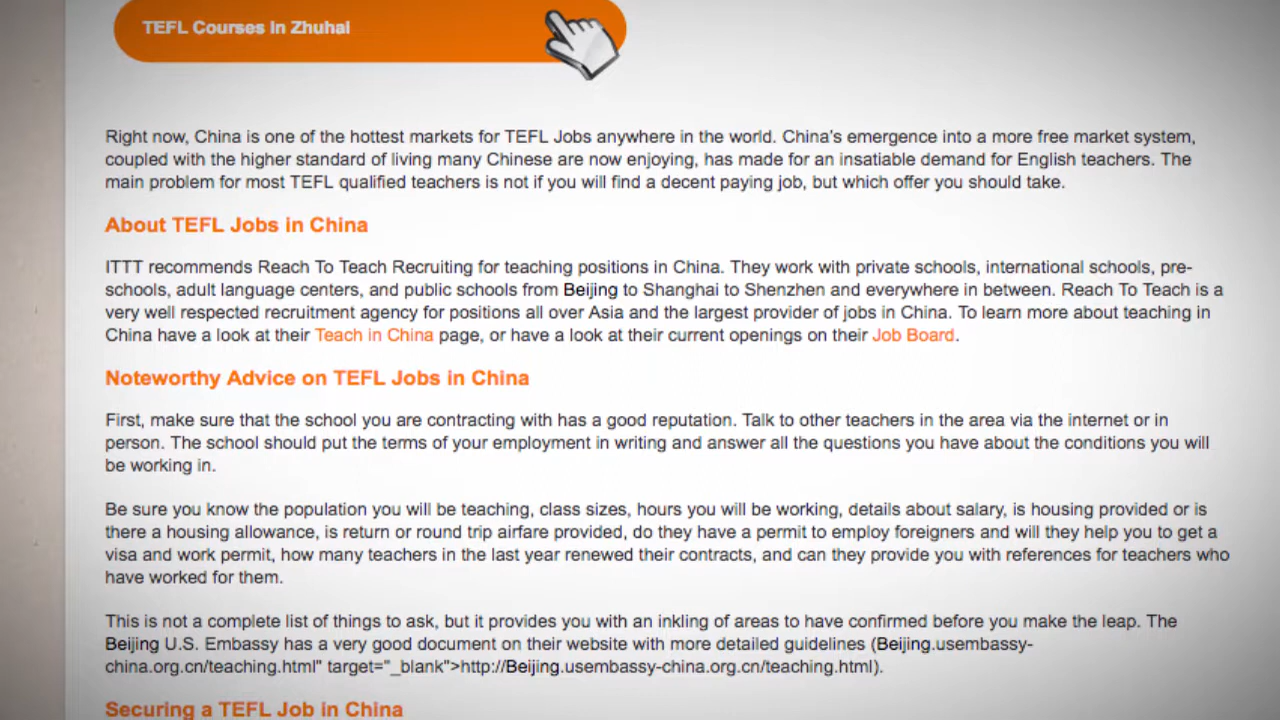 TEFL Courses In Zhuhai
Right now, China is one of the hottest markets for TEFL Jobs anywhere in the world. China's emergence into a more free market system,
coupled with the higher standard of living many Chinese are now enjoying, has made for an insatiable demand for English teachers. The
main problem for most TEFL qualified teachers is not if you will find a decent paying job, but which offer you should take.
About TEFL Jobs in China
ITTT recommends Reach To Teach Recruiting for teaching positions in China. They work with private schools, international schools, pre-
schools, adult language centers, and public schools from Beijing to Shanghai to Shenzhen and everywhere in between. Reach To Teach is a
very well respected recruitment agency for positions all over Asia and the largest provider of jobs in China. To learn more about teaching in
China have a look at their Teach in China page, or have a look at their current openings on their Job Board.
Noteworthy Advice on TEFL Jobs in China
First, make sure that the school you are contracting with has a good reputation. Talk to other teachers in the area via the internet or in
person. The school should put the terms of your employment in writing and answer all the questions you have about the conditions you will
be working in.
Be sure you know the population you will be teaching, class sizes, hours you will be working, details about salary, is housing provided or is
there a housing allowance, is return or round trip airfare provided, do they have a permit to employ foreigners and will they help you to get a
visa and work permit, how many teachers in the last year renewed their contracts, and can they provide you with references for teachers who
have worked for them.
This is not a complete list of things to ask, but it provides you with an inkling of areas to have confirmed before you make the leap. The
Beijing U.S. Embassy has a very good document on their website with more detailed guidelines (Beijing.usembassy-
china.org.cn/teaching.html" target="_blank">http://Beijing.usembassy-china.org.cn/teaching.html).
Securing a TEFL Job in China